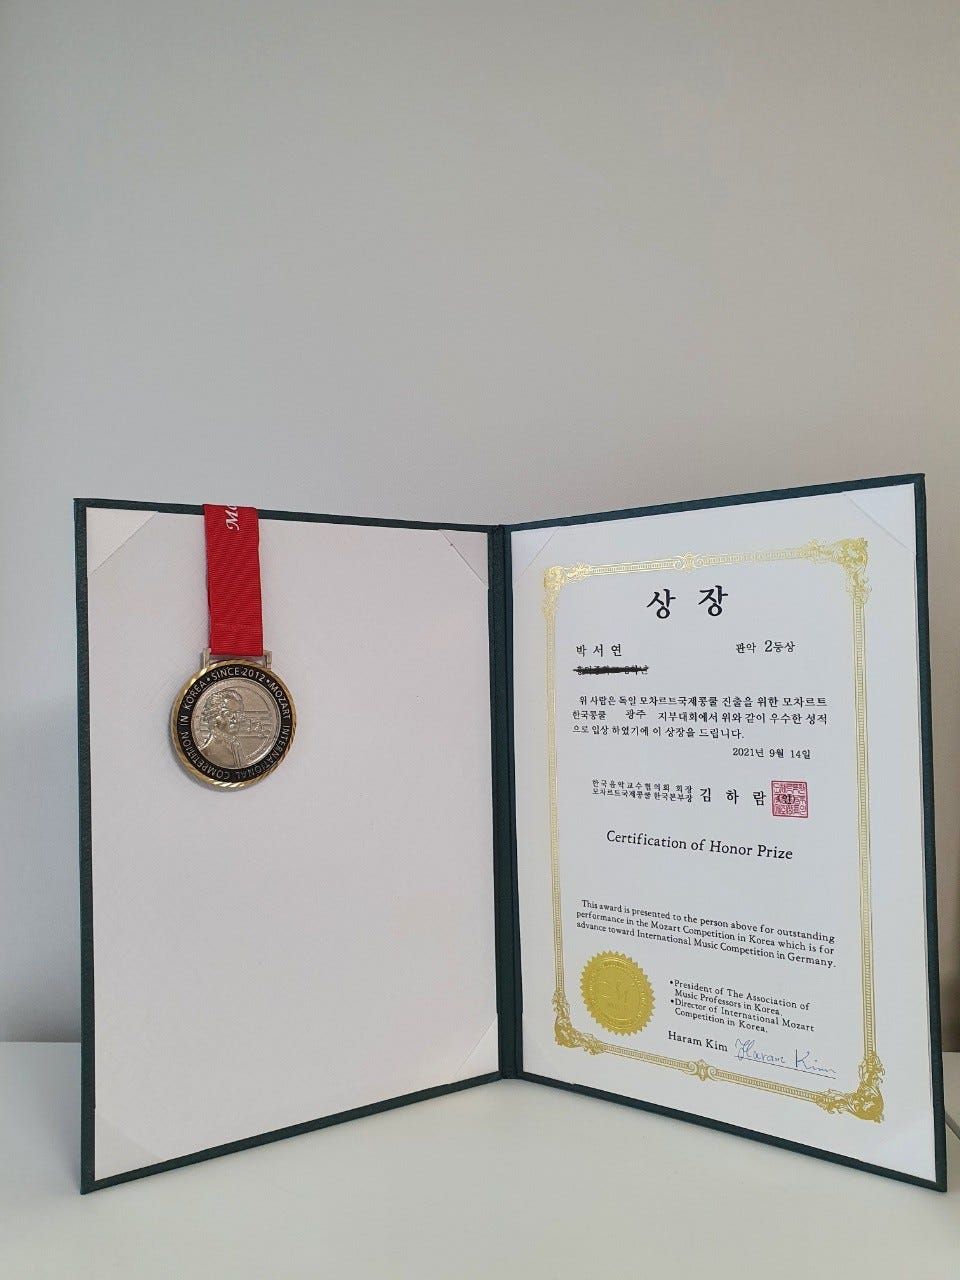 SINCE 2012 • MOZART INTERNATIONAL COMPETITION IN KOREA •
상 장
박 서 연
관악 2등상
위 사람은 독일 모차르트국제콩쿨 진출을 위한 모차르트
한국콩쿨 광주 지부대회에서 위와 같이 우수한 성적
으로 입상 하였기에 이 상장을 드립니다.
2021년 9월 14일
한국음악교수협의회 회장
모차르트국제콩쿨 한국본부장 김 하 람
Certification of Honor Prize
This award is presented to the person above for outstanding
performance in the Mozart Competition in Korea which is for
advance toward International Music Competition in Germany.
•President of The Association of
Music Professors in Korea.
•Director of International Mozart
Competition in Korea.
Haram Kim Haram Kim